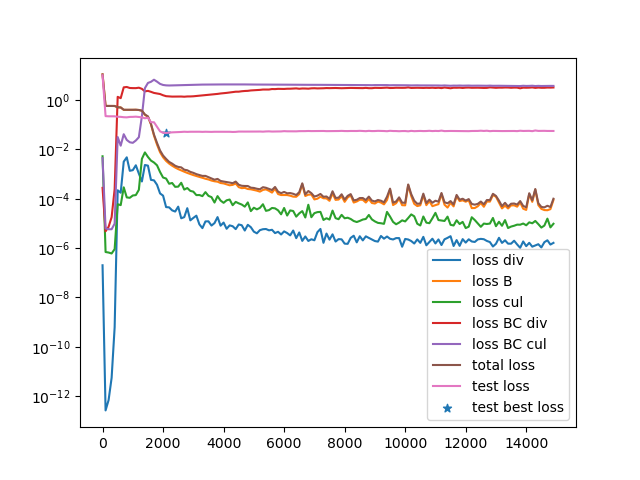 10^0
10^-2
10^-4
10^-6
10^-8
10^-10
10^-12
0 2000 4000 6000 8000 10000 12000 14000
loss div
loss B
loss cul
loss BC div
loss BC cul
total loss
test loss
test best loss